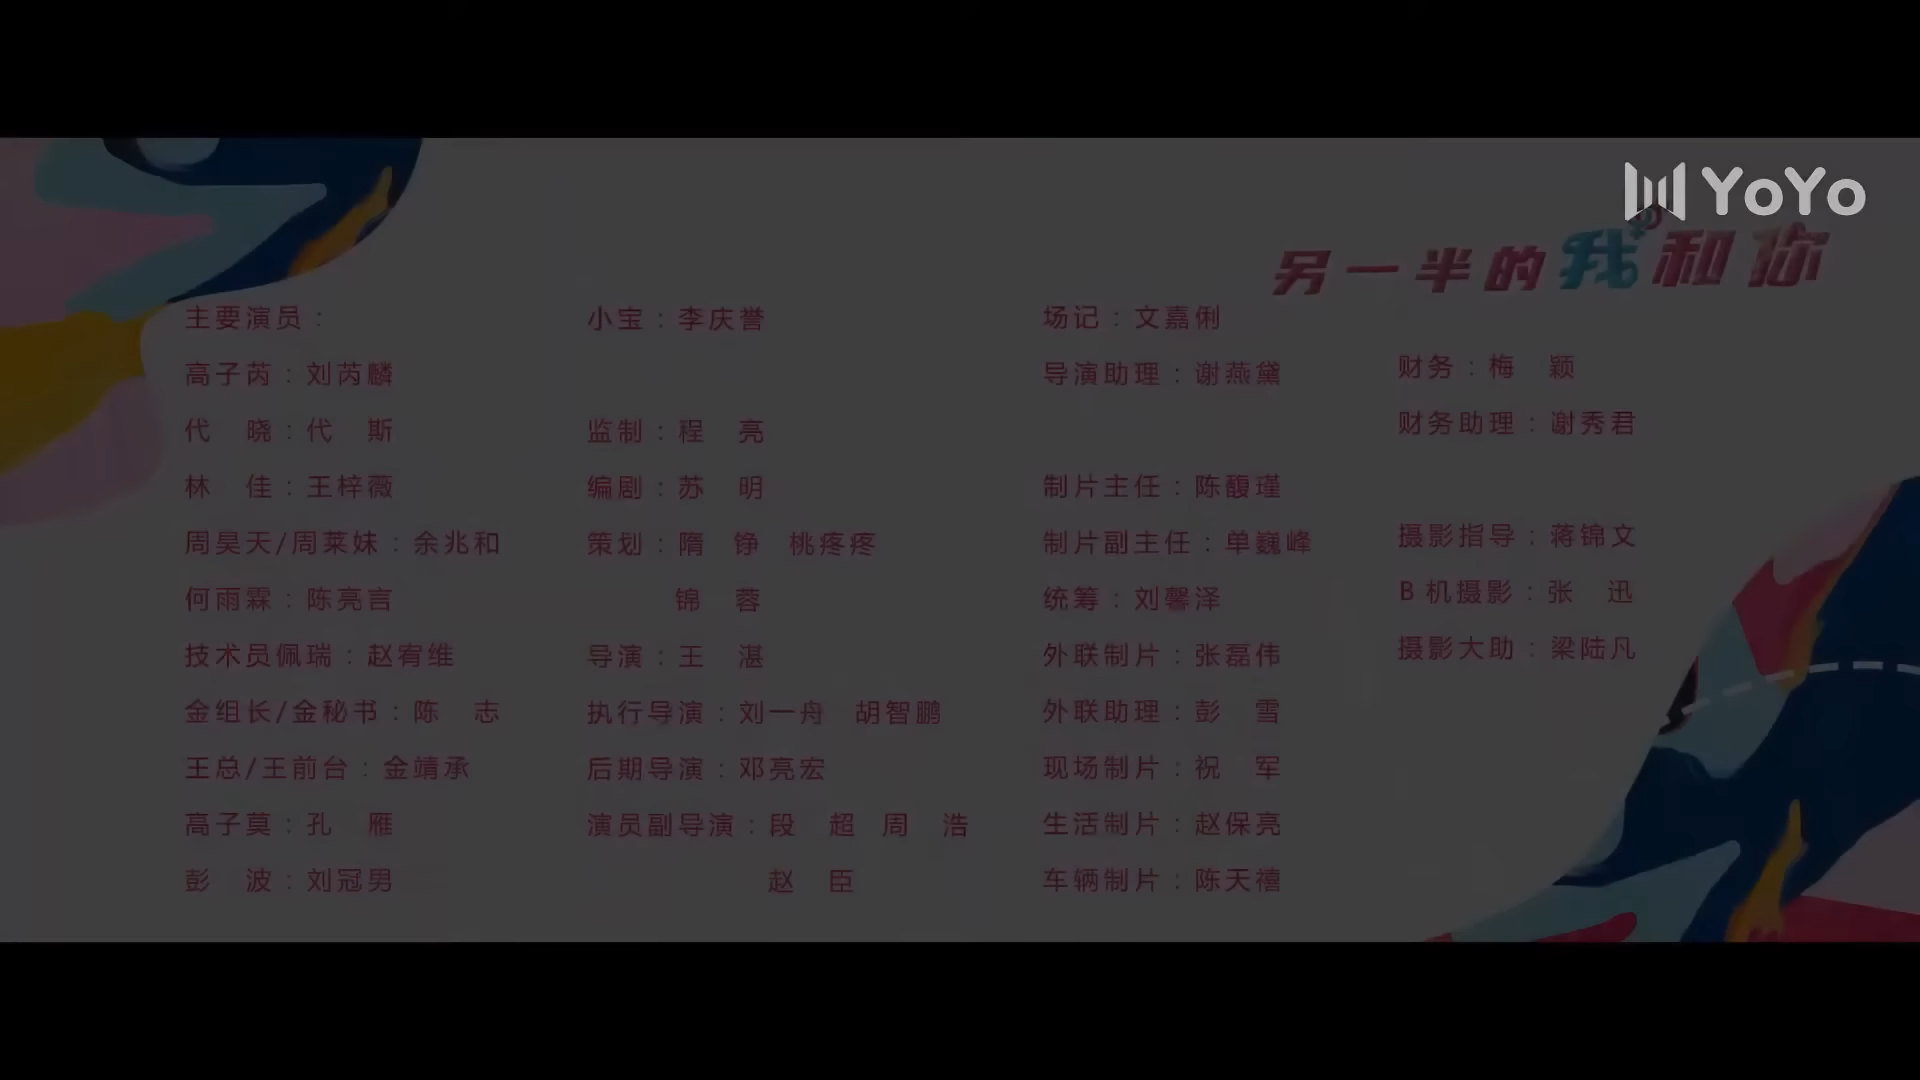 YoYo
另一半的我和你
主要演员：
高子芮：刘芮麟
代　晓：代　斯
林　佳：王梓薇
周昊天/周莱妹：余兆和
何雨霖：陈亮言
技术员佩瑞：赵宥维
金组长/金秘书：陈　志
王总/王前台：金靖承
高子莫：孔　雁
彭　波：刘冠男
小宝：李庆誉
监制：程　亮
编剧：苏　明
策划：隋　铮　桃疼疼
锦　蓉
导演：王　湛
执行导演：刘一舟　胡智鹏
后期导演：邓亮宏
演员副导演：段　超　周　浩
赵　臣
场记：文嘉俐
导演助理：谢燕黛
制片主任：陈馥瑾
制片副主任：单巍峰
统筹：刘馨泽
外联制片：张磊伟
外联助理：彭　雪
现场制片：祝　军
生活制片：赵保亮
车辆制片：陈天禧
财务：梅　颖
财务助理：谢秀君
摄影指导：蒋锦文
B 机摄影：张　迅
摄影大助：梁陆凡